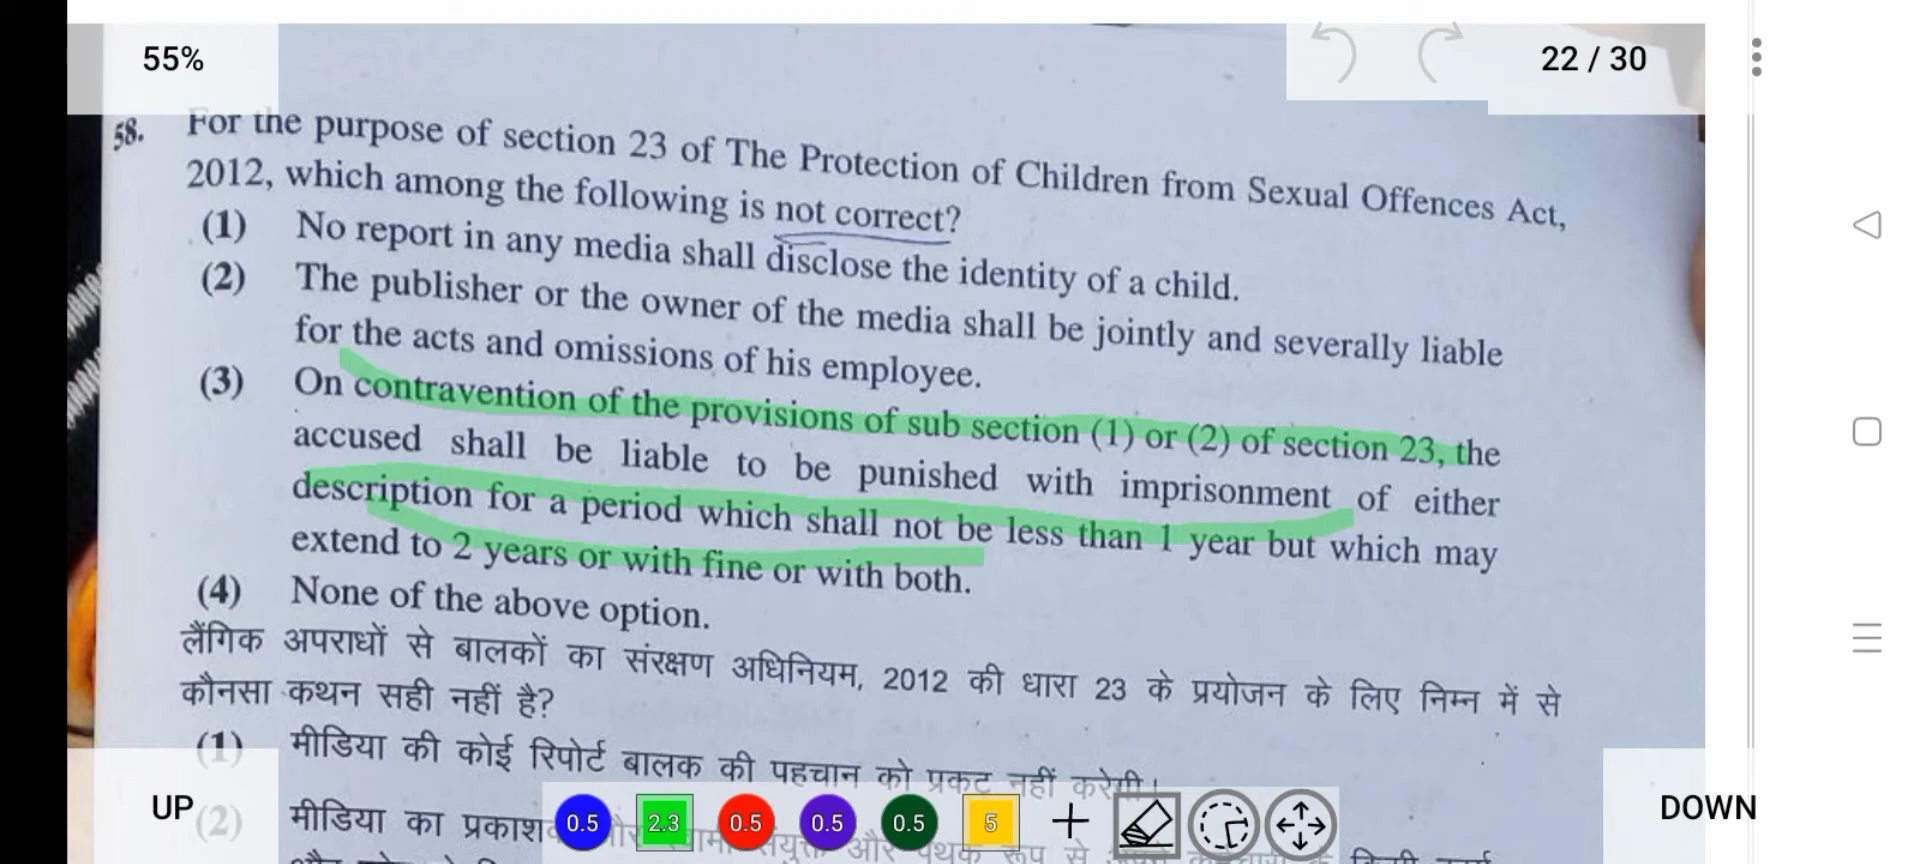 55%
22 / 30
58. For the purpose of section 23 of The Protection of Children from Sexual Offences Act,
2012, which among the following is not correct?
(1) No report in any media shall disclose the identity of a child.
(2) The publisher or the owner of the media shall be jointly and severally liable
for the acts and omissions of his employee.
(3) On contravention of the provisions of sub section (1) or (2) of section 23, the
accused shall be liable to be punished with imprisonment of either
description for a period which shall not be less than 1 year but which may
extend to 2 years or with fine or with both.
(4) None of the above option.
लैंगिक अपराधों से बालकों का संरक्षण अधिनियम, 2012 की धारा 23 के प्रयोजन के लिए निम्न में से
कौनसा कथन सही नहीं है?
(1) मीडिया की कोई रिपोर्ट बालक की पहचान को प्रकट नहीं करेगी।
(2) मीडिया का प्रकाशक और स्वामी संयुक्त और पृथक रूप से
UP
0.5 2.3 0.5 0.5 0.5 5
DOWN